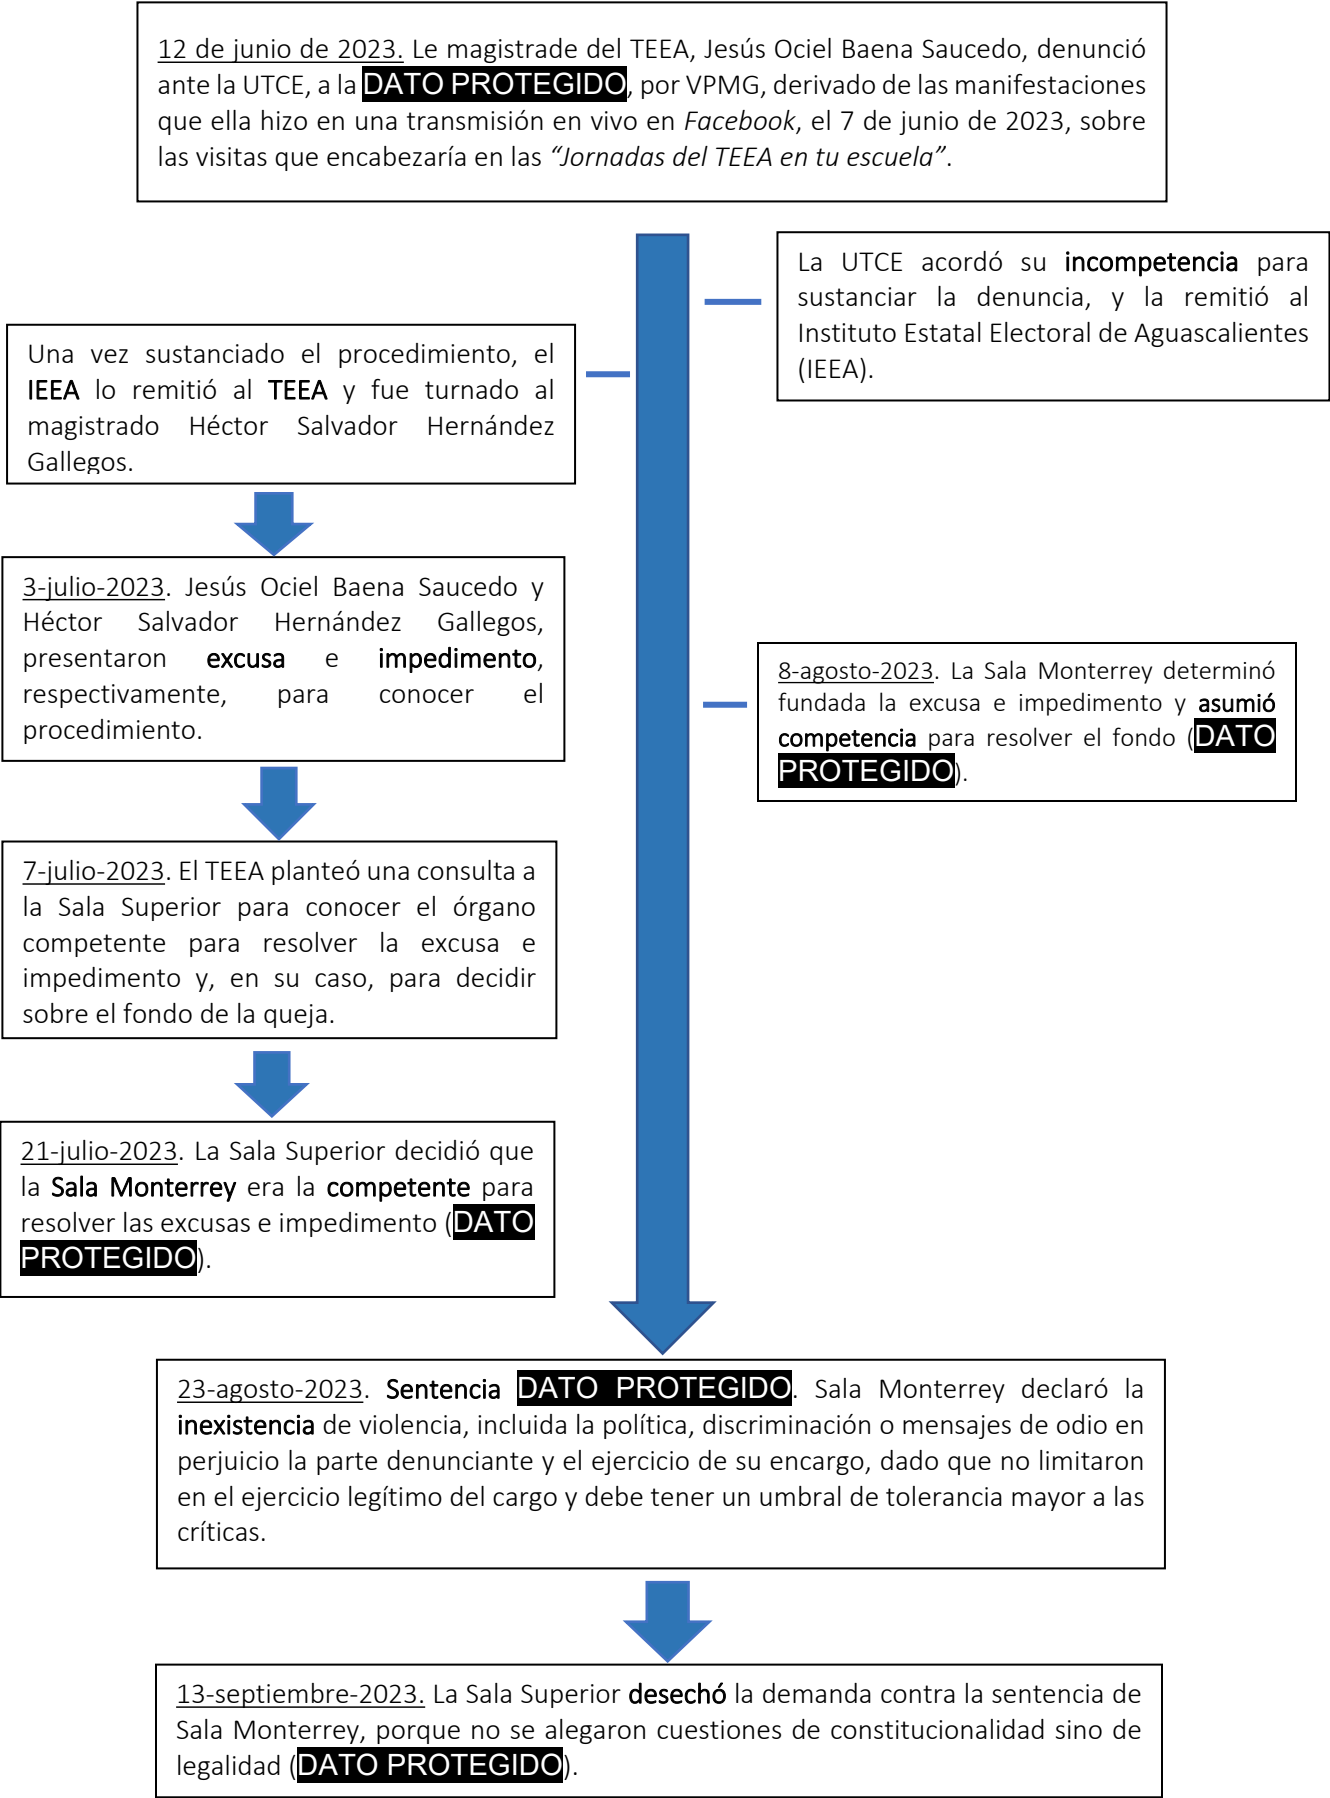 12 de junio de 2023. Le magistrade del TEEA, Jesús Ociel Baena Saucedo, denunció
ante la UTCE, a la DATO PROTEGIDO, por VPMG, derivado de las manifestaciones
que ella hizo en una transmisión en vivo en Facebook, el 7 de junio de 2023, sobre
las visitas que encabezaría en las “Jornadas del TEEA en tu escuela”.
La UTCE acordó su incompetencia para
sustanciar la denuncia, y la remitió al
Instituto Estatal Electoral de Aguascalientes
(IEEA).
Una vez sustanciado el procedimiento, el
IEEA lo remitió al TEEA y fue turnado al
magistrado Héctor Salvador Hernández
Gallegos.
3-julio-2023. Jesús Ociel Baena Saucedo y
Héctor Salvador Hernández Gallegos,
presentaron excusa e impedimento,
respectivamente, para conocer el
procedimiento.
7-julio-2023. El TEEA planteó una consulta a
la Sala Superior para conocer el órgano
competente para resolver la excusa e
impedimento y, en su caso, para decidir
sobre el fondo de la queja.
21-julio-2023. La Sala Superior decidió que
la Sala Monterrey era la competente para
resolver las excusas e impedimento (DATO
PROTEGIDO).
8-agosto-2023. La Sala Monterrey determinó
fundada la excusa e impedimento y asumió
competencia para resolver el fondo (DATO
PROTEGIDO).
23-agosto-2023. Sentencia DATO PROTEGIDO. Sala Monterrey declaró la
inexistencia de violencia, incluida la política, discriminación o mensajes de odio en
perjuicio la parte denunciante y el ejercicio de su encargo, dado que no limitaron
en el ejercicio legítimo del cargo y debe tener un umbral de tolerancia mayor a las
críticas.
13-septiembre-2023. La Sala Superior desechó la demanda contra la sentencia de
Sala Monterrey, porque no se alegaron cuestiones de constitucionalidad sino de
legalidad (DATO PROTEGIDO).